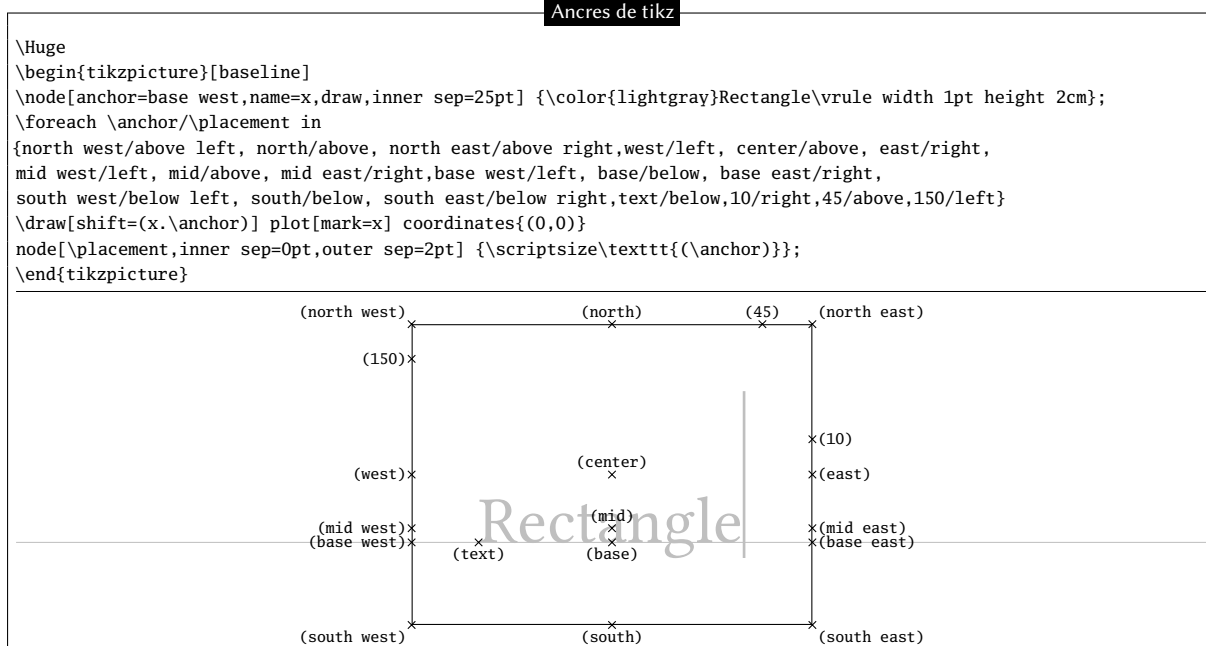 Ancres de tikz
\Huge
\begin{tikzpicture}[baseline]
\node[anchor=base west,name=x,draw,inner sep=25pt] {\color{lightgray}Rectangle\vrule width 1pt height 2cm};
\foreach \anchor/\placement in
{north west/above left, north/above, north east/above right,west/left, center/above, east/right,
mid west/left, mid/above, mid east/right,base west/left, base/below, base east/right,
south west/below left, south/below, south east/below right,text/below,10/right,45/above,150/left}
\draw[shift=(x.\anchor)] plot[mark=x] coordinates{(0,0)}
node[\placement,inner sep=0pt,outer sep=2pt] {\scriptsize\texttt{(\anchor)}};
\end{tikzpicture}
(north west) (north) (45) (north east)
(150)
(10)
(west) (center) (east)
Rectangle
(mid west) (mid) (mid east)
(base west) (base east)
(text) (base)
(south west) (south) (south east)